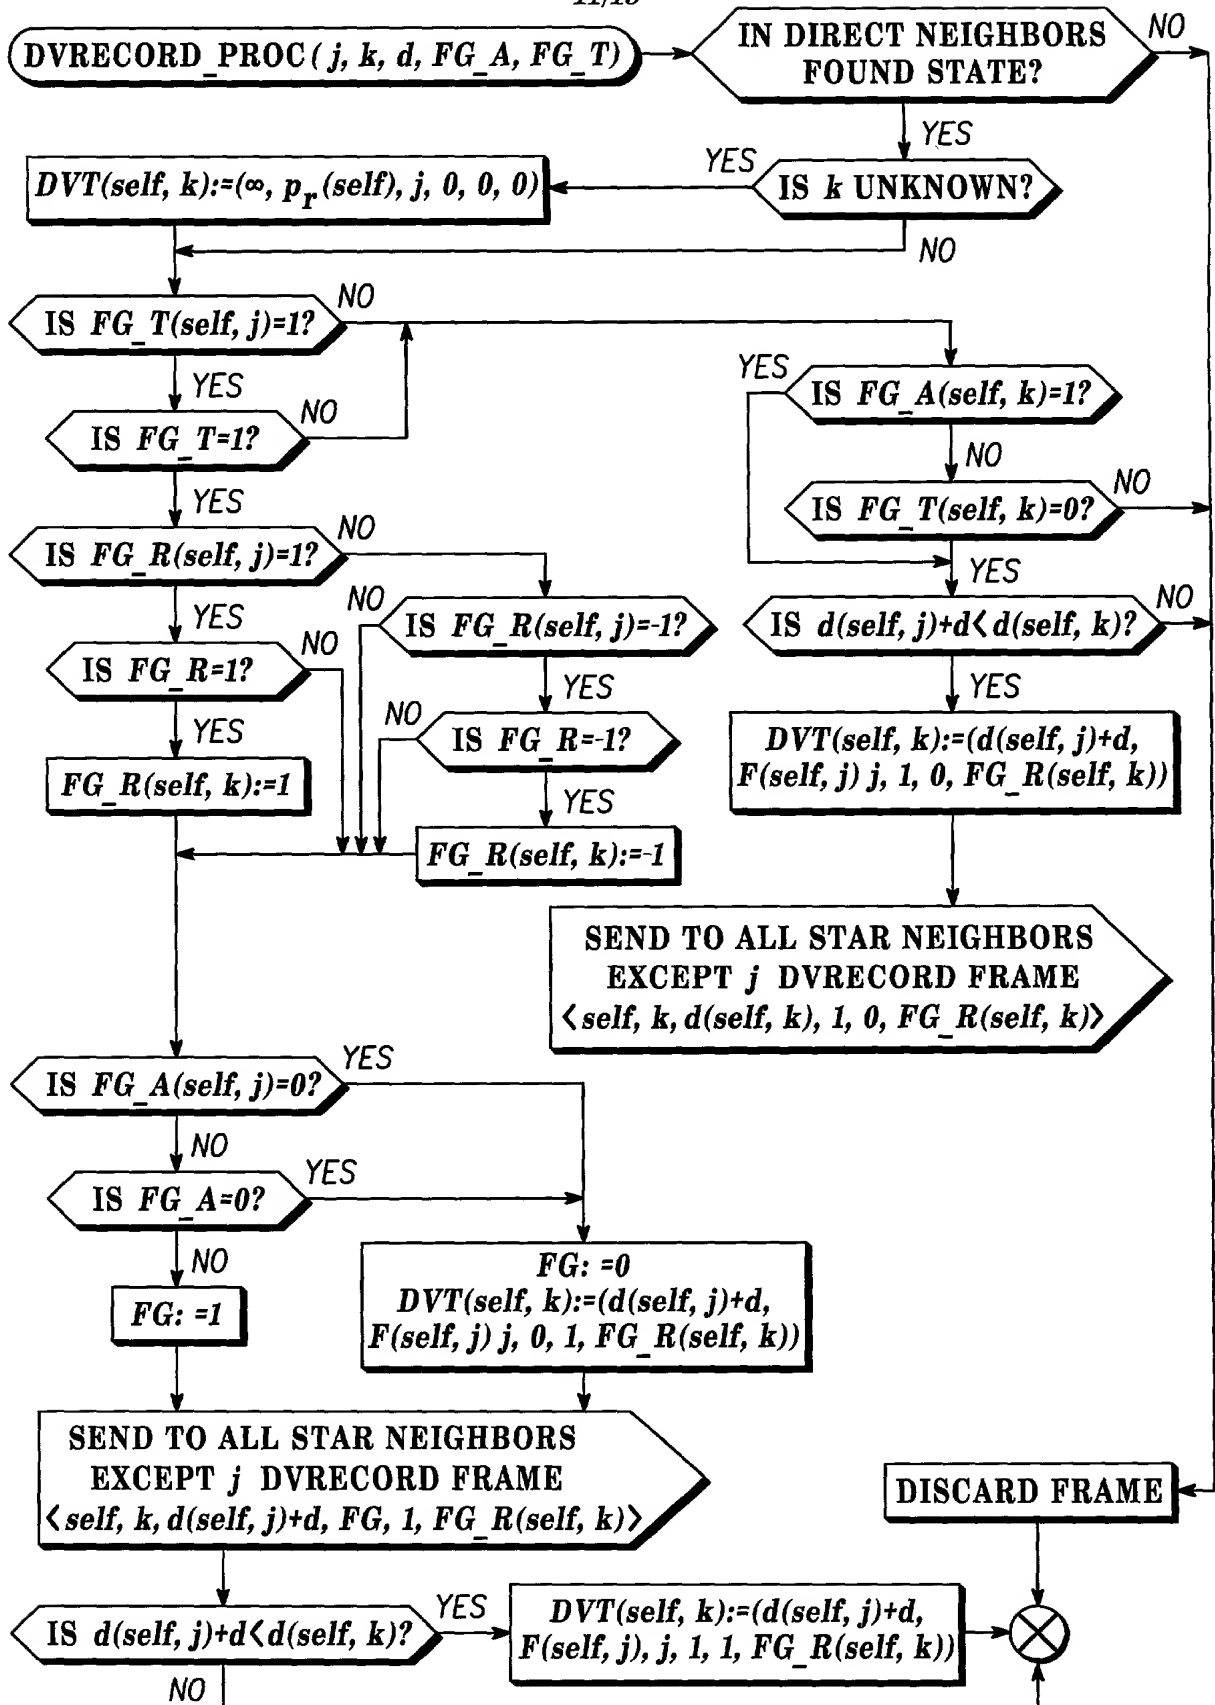 11/13
DVRECORD_PROC(j, k, d, FG_A, FG_T)
IN DIRECT NEIGHBORS
FOUND STATE?
NO
YES
IS k UNKNOWN?
YES
DVT(self, k):=(∞, p_r(self), j, 0, 0, 0)
NO
IS FG_T(self, j)=1?
NO
YES
IS FG_T=1?
NO
YES
IS FG_A(self, k)=1?
YES
NO
IS FG_T(self, k)=0?
NO
YES
IS FG_R(self, j)=1?
NO
YES
IS FG_R(self, j)=-1?
NO
YES
IS d(self, j)+d<d(self, k)?
NO
YES
IS FG_R=1?
NO
YES
IS FG_R=-1?
NO
YES
DVT(self, k):=(d(self, j)+d,
F(self, j) j, 1, 0, FG_R(self, k))
FG_R(self, k):=1
FG_R(self, k):=-1
SEND TO ALL STAR NEIGHBORS
EXCEPT j DVRECORD FRAME
<self, k, d(self, k), 1, 0, FG_R(self, k)>
IS FG_A(self, j)=0?
YES
NO
IS FG_A=0?
YES
NO
FG: =1
FG: =0
DVT(self, k):=(d(self, j)+d,
F(self, j) j, 0, 1, FG_R(self, k))
SEND TO ALL STAR NEIGHBORS
EXCEPT j DVRECORD FRAME
<self, k, d(self, j)+d, FG, 1, FG_R(self, k)>
DISCARD FRAME
IS d(self, j)+d<d(self, k)?
YES
DVT(self, k):=(d(self, j)+d,
F(self, j), j, 1, 1, FG_R(self, k))
NO